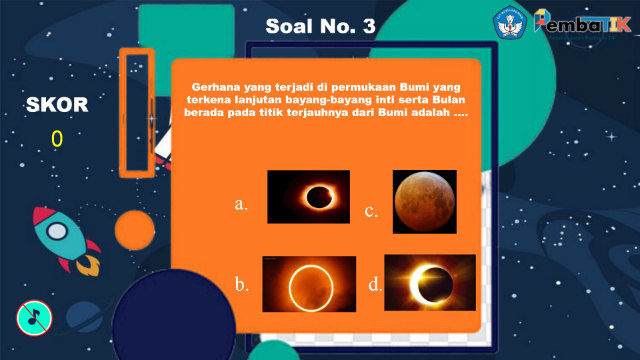 Soal No. 3
PembaTIK
SKOR
0
Gerhana yang terjadi di permukaan Bumi yang
terkena lanjutan bayang-bayang inti serta Bulan
berada pada titik terjauhnya dari Bumi adalah ....
a.
c.
b.
d.